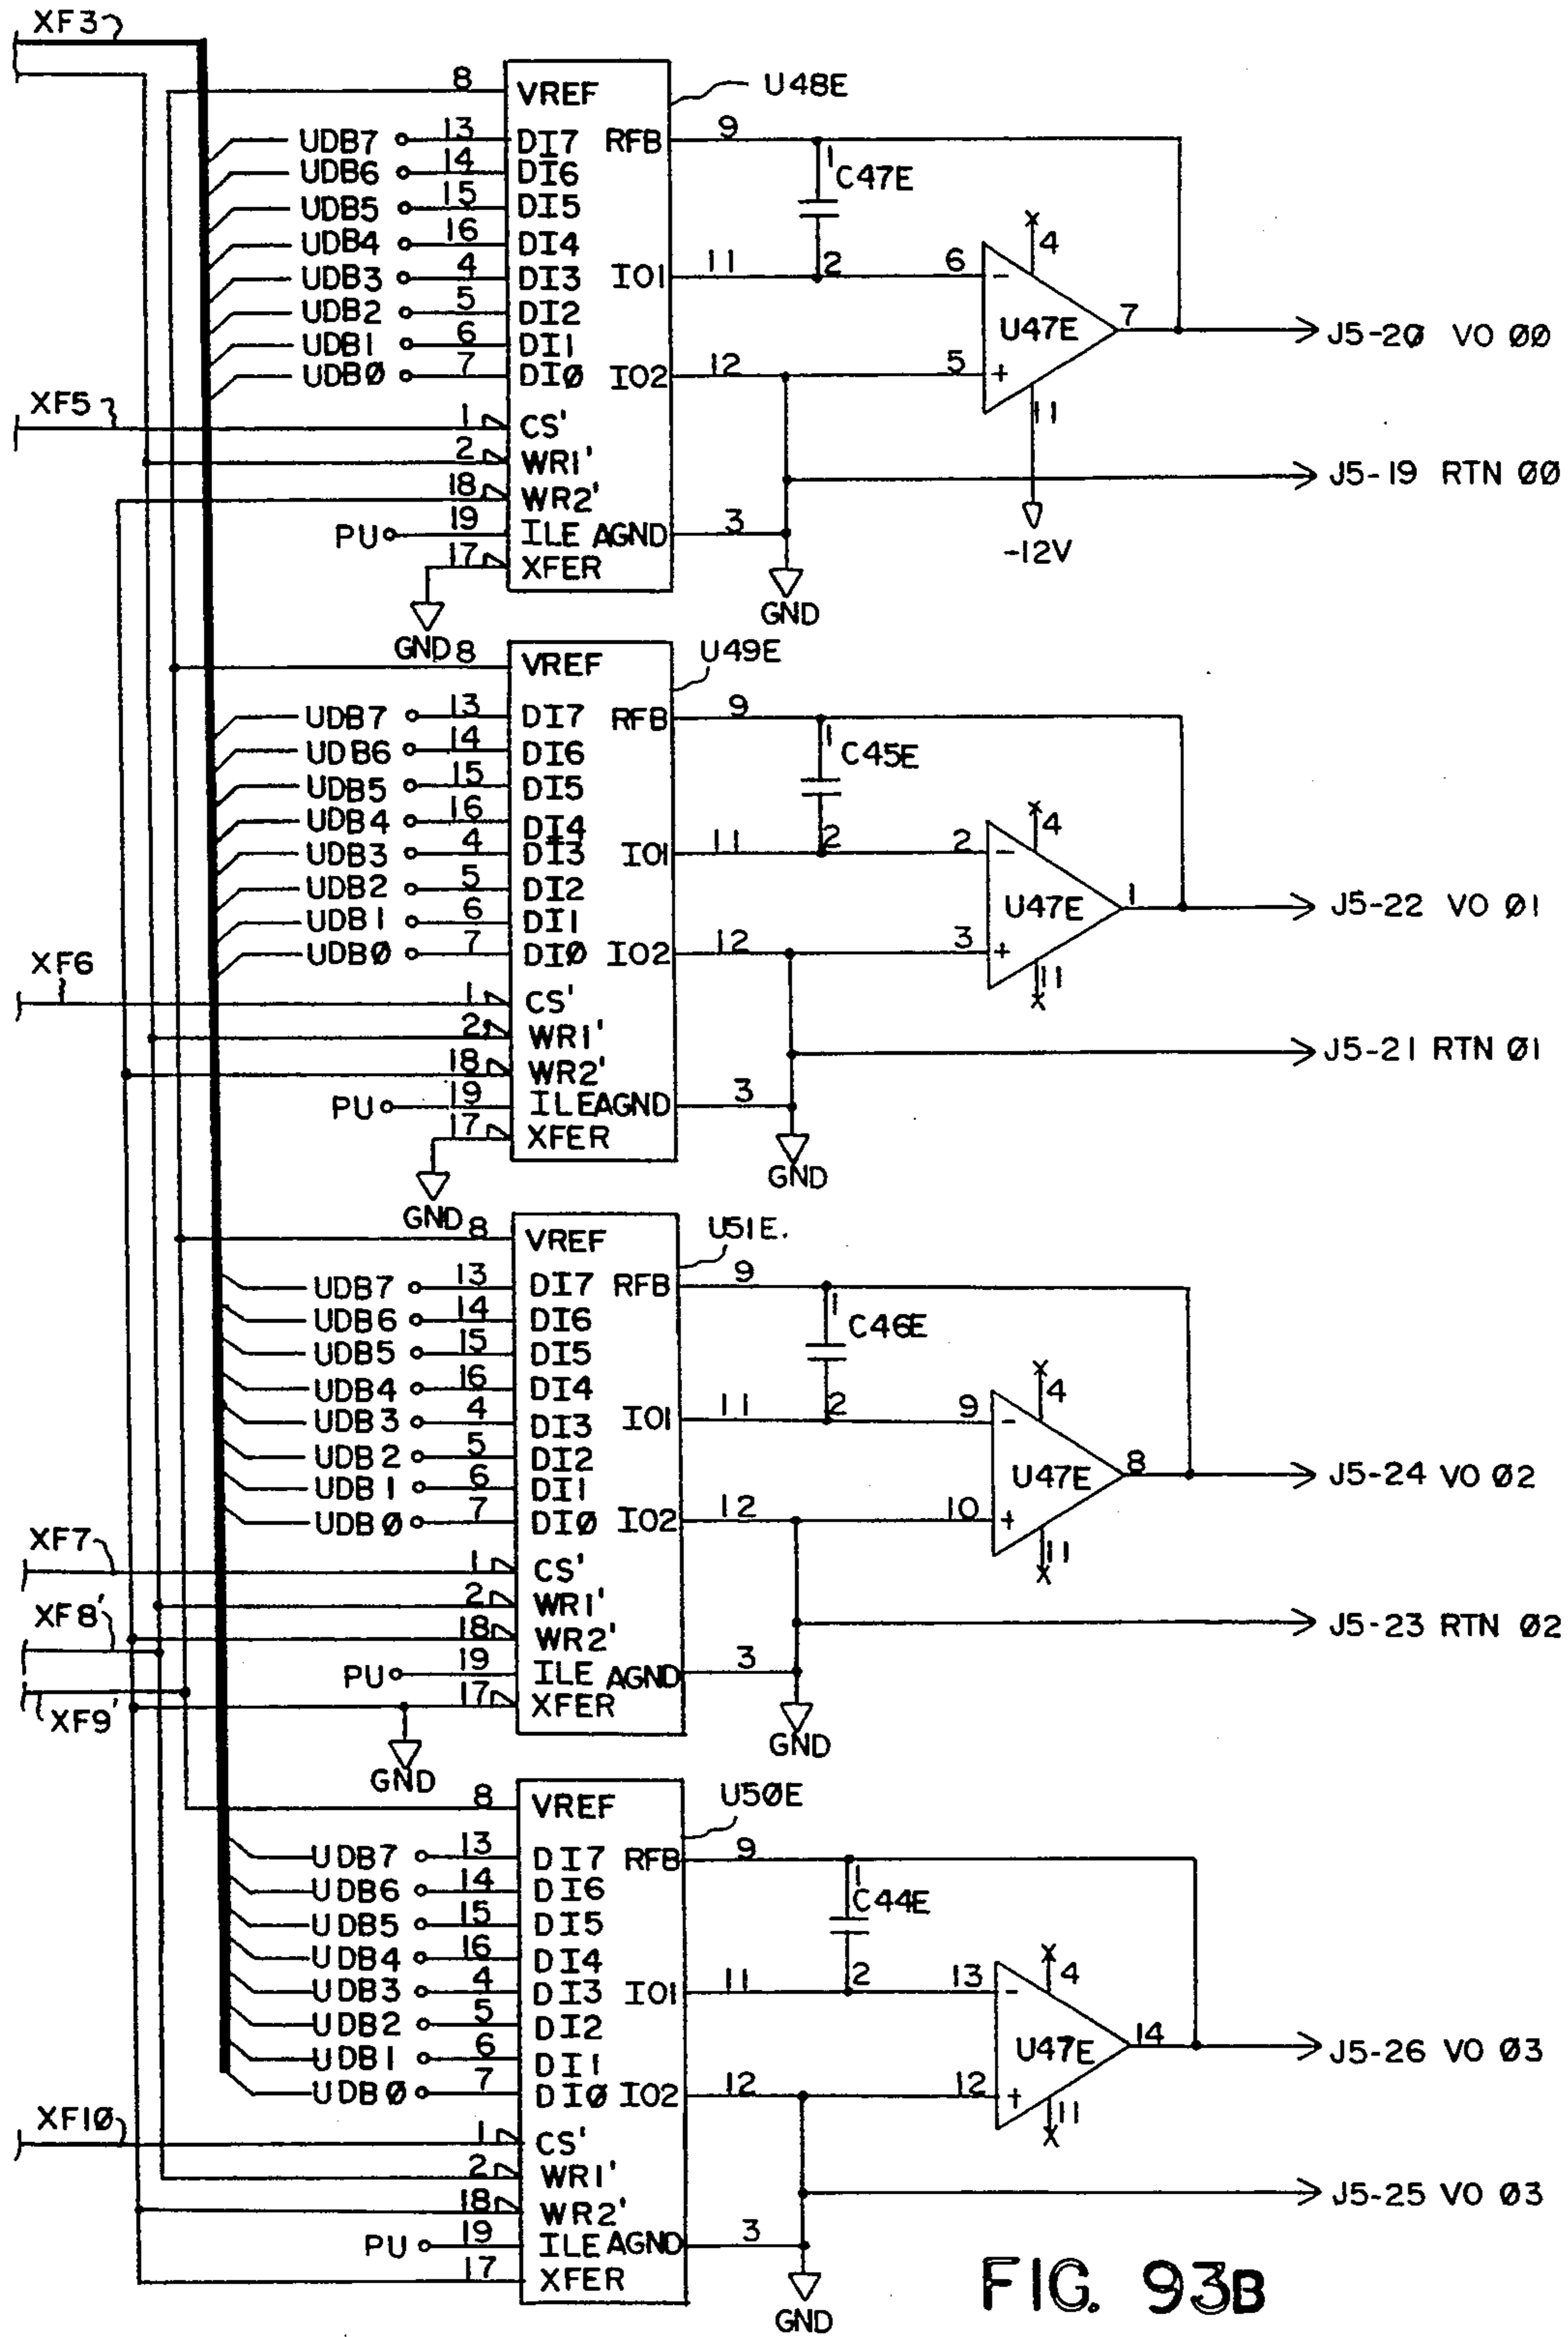 XF3
U48E
8 VREF
UDB7 13 DI7 RFB 9
UDB6 14 DI6
1 C47E
UDB5 15 DI5
UDB4 16 DI4
4
UDB3 4 DI3 IO1 11 2 6 -
UDB2 5 DI2
U47E 7 J5-2Ø VO ØØ
UDB1 6 DI1
UDBØ 7 DIØ IO2 12 5 +
XF5
11
1 CS'
2 WR1'
J5-19 RTN ØØ
18 WR2'
PU 19 ILE AGND 3
-12V
17 XFER
GND
GND
U49E
8 VREF
UDB7 13 DI7 RFB 9
UDB6 14 DI6
1 C45E
UDB5 15 DI5
UDB4 16 DI4
4
UDB3 4 DI3 IO1 11 2 2 -
UDB2 5 DI2
U47E 1 J5-22 VO Ø1
UDB1 6 DI1
UDBØ 7 DIØ IO2 12 3 +
XF6
11
1 CS'
2 WR1'
J5-21 RTN Ø1
18 WR2'
PU 19 ILE AGND 3
17 XFER
GND
GND
U51E.
8 VREF
UDB7 13 DI7 RFB 9
UDB6 14 DI6
1 C46E
UDB5 15 DI5
UDB4 16 DI4
4
UDB3 4 DI3 IO1 11 2 9 -
UDB2 5 DI2
U47E 8 J5-24 VO Ø2
UDB1 6 DI1
UDBØ 7 DIØ IO2 12 10 +
XF7
11
1 CS'
2 WR1'
XF8'
J5-23 RTN Ø2
18 WR2'
PU 19 ILE AGND 3
17 XFER
XF9'
GND
GND
U5ØE
8 VREF
UDB7 13 DI7 RFB 9
UDB6 14 DI6
1 C44E
UDB5 15 DI5
UDB4 16 DI4
4
UDB3 4 DI3 IO1 11 2 13 -
UDB2 5 DI2
U47E 14 J5-26 VO Ø3
UDB1 6 DI1
UDBØ 7 DIØ IO2 12 12 +
XF1Ø
11
1 CS'
2 WR1'
J5-25 VO Ø3
18 WR2'
PU 19 ILE AGND 3
17 XFER
GND
FIG. 93B